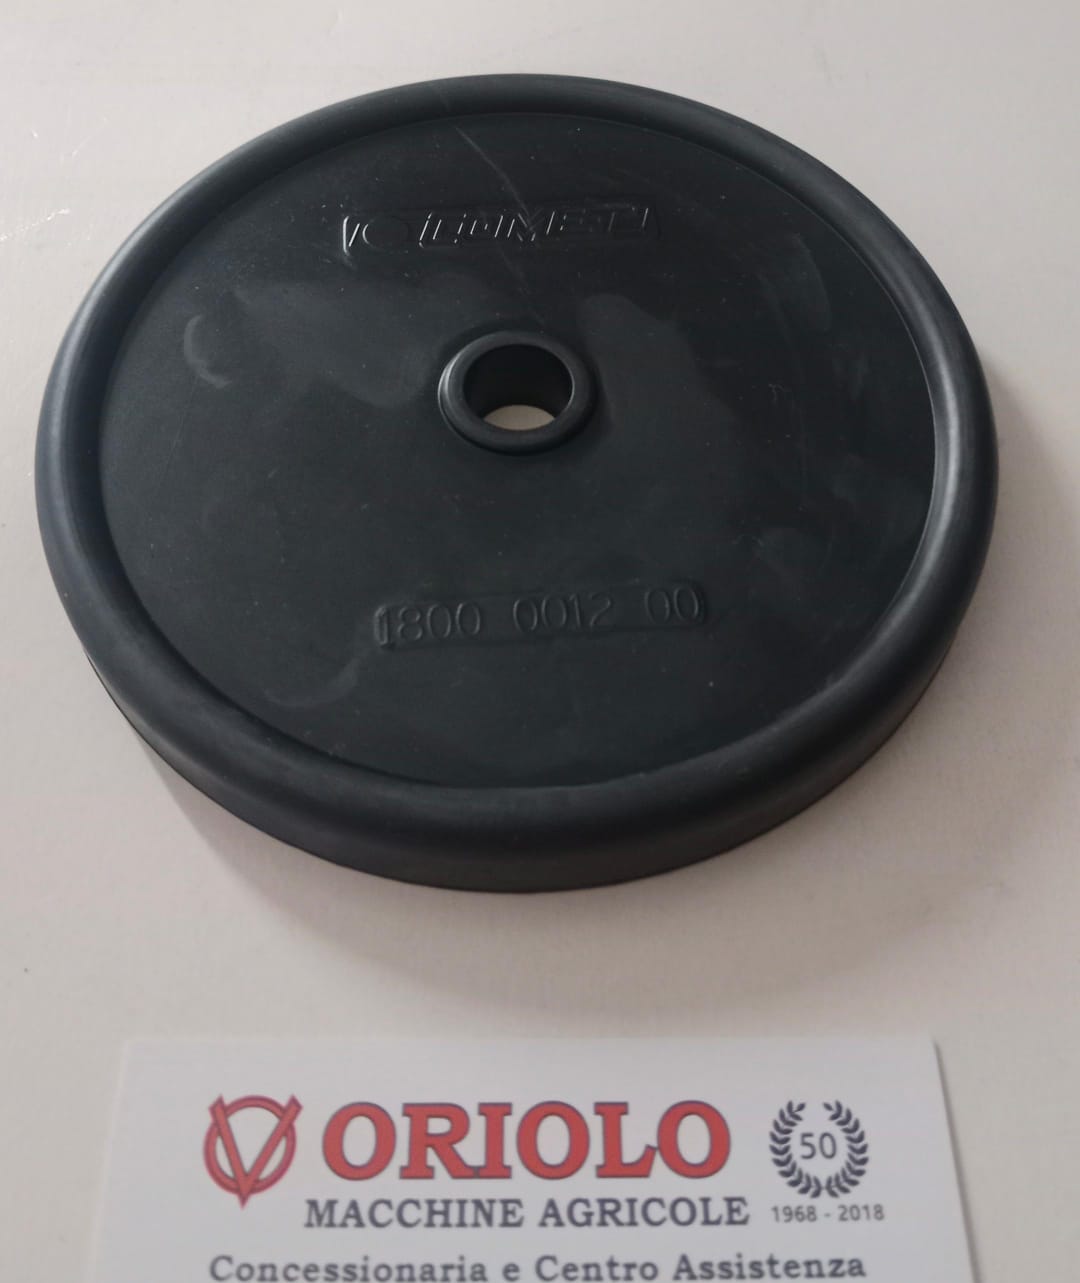 COMET
1800 0012 00
ORIOLO
50
MACCHINE AGRICOLE
1968 - 2018
Concessionaria e Centro Assistenza